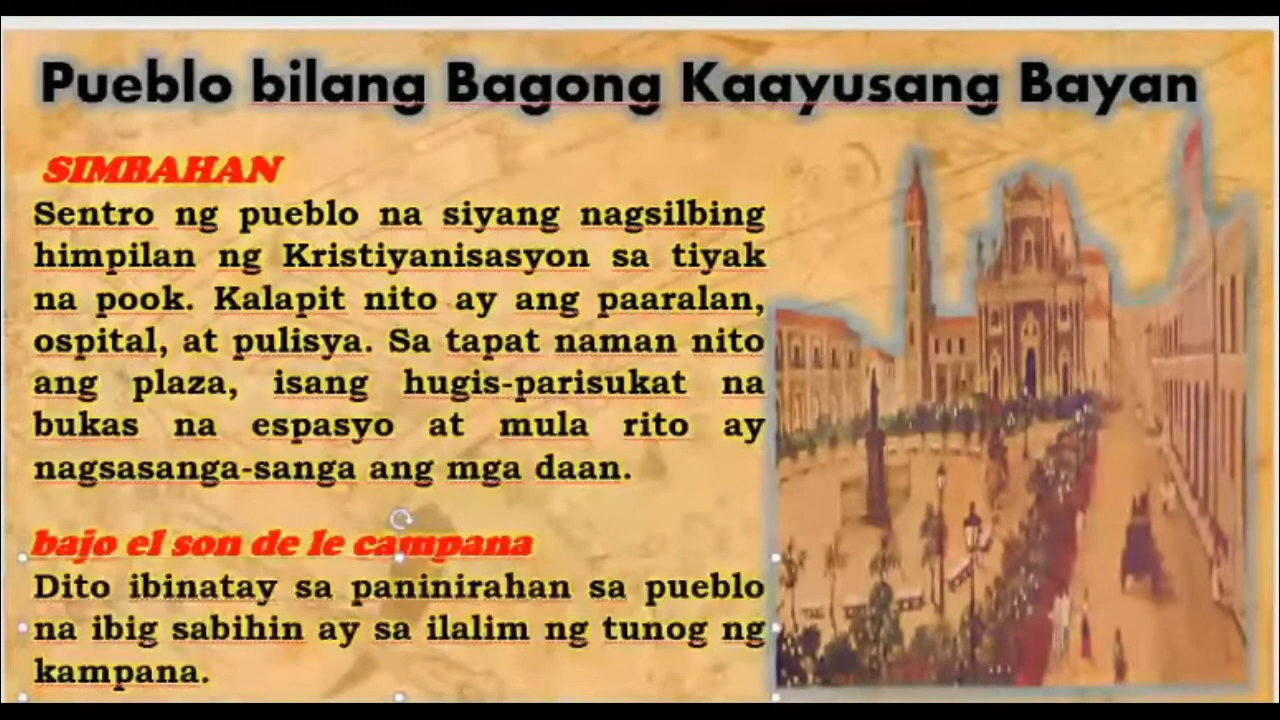 Pueblo bilang Bagong Kaayusang Bayan
SIMBAHAN
Sentro ng pueblo na siyang nagsilbing
himpilan ng Kristiyanisasyon sa tiyak
na pook. Kalapit nito ay ang paaralan,
ospital, at pulisya. Sa tapat naman nito
ang plaza, isang hugis-parisukat na
bukas na espasyo at mula rito ay
nagsasanga-sanga ang mga daan.
bajo el son de le campana
Dito ibinatay sa paninirahan sa pueblo
na ibig sabihin ay sa ilalim ng tunog ng
kampana.